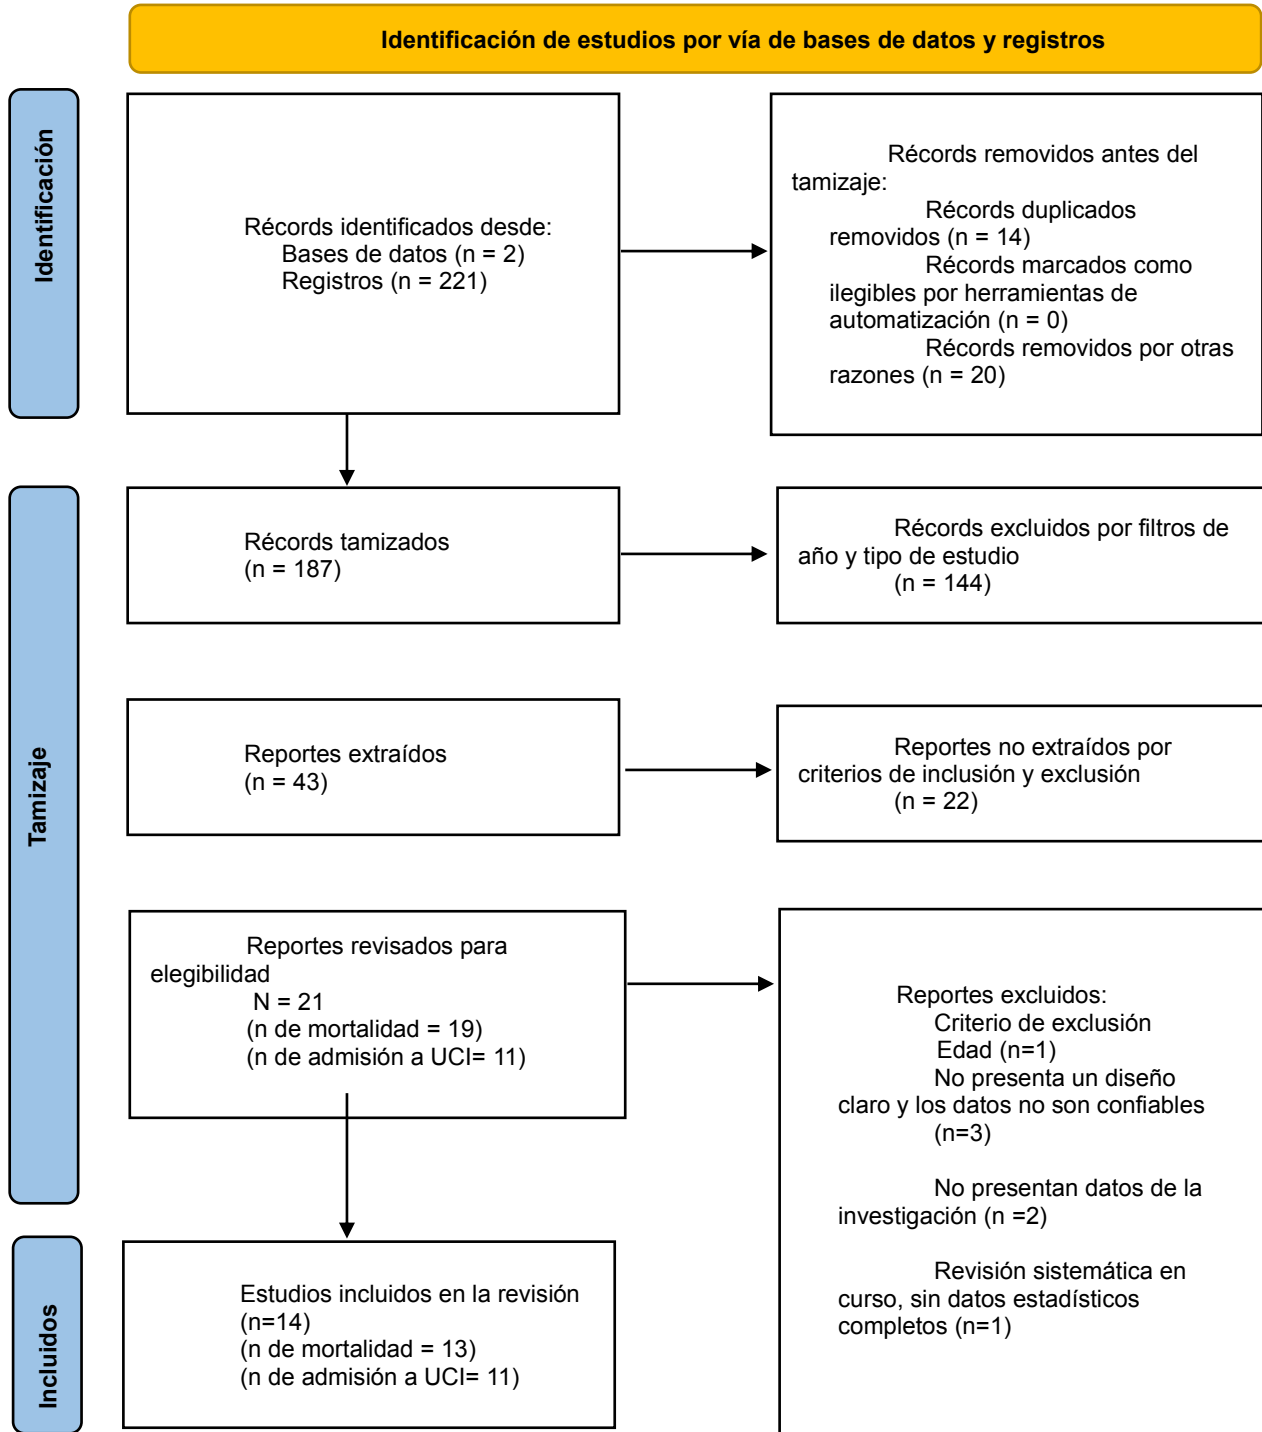 Identificación de estudios por vía de bases de datos y registros
Identificación
Récords identificados desde:
Bases de datos (n = 2)
Registros (n = 221)
Récords removidos antes del
tamizaje:
Récords duplicados
removidos (n = 14)
Récords marcados como
ilegibles por herramientas de
automatización (n = 0)
Récords removidos por otras
razones (n = 20)
Tamizaje
Récords tamizados
(n = 187)
Récords excluidos por filtros de
año y tipo de estudio
(n = 144)
Reportes extraídos
(n = 43)
Reportes no extraídos por
criterios de inclusión y exclusión
(n = 22)
Reportes revisados para
elegibilidad
N = 21
(n de mortalidad = 19)
(n de admisión a UCI= 11)
Reportes excluidos:
Criterio de exclusión
Edad (n=1)
No presenta un diseño
claro y los datos no son confiables
(n=3)
No presentan datos de la
investigación (n =2)
Revisión sistemática en
curso, sin datos estadísticos
completos (n=1)
Incluidos
Estudios incluidos en la revisión
(n=14)
(n de mortalidad = 13)
(n de admisión a UCI= 11)